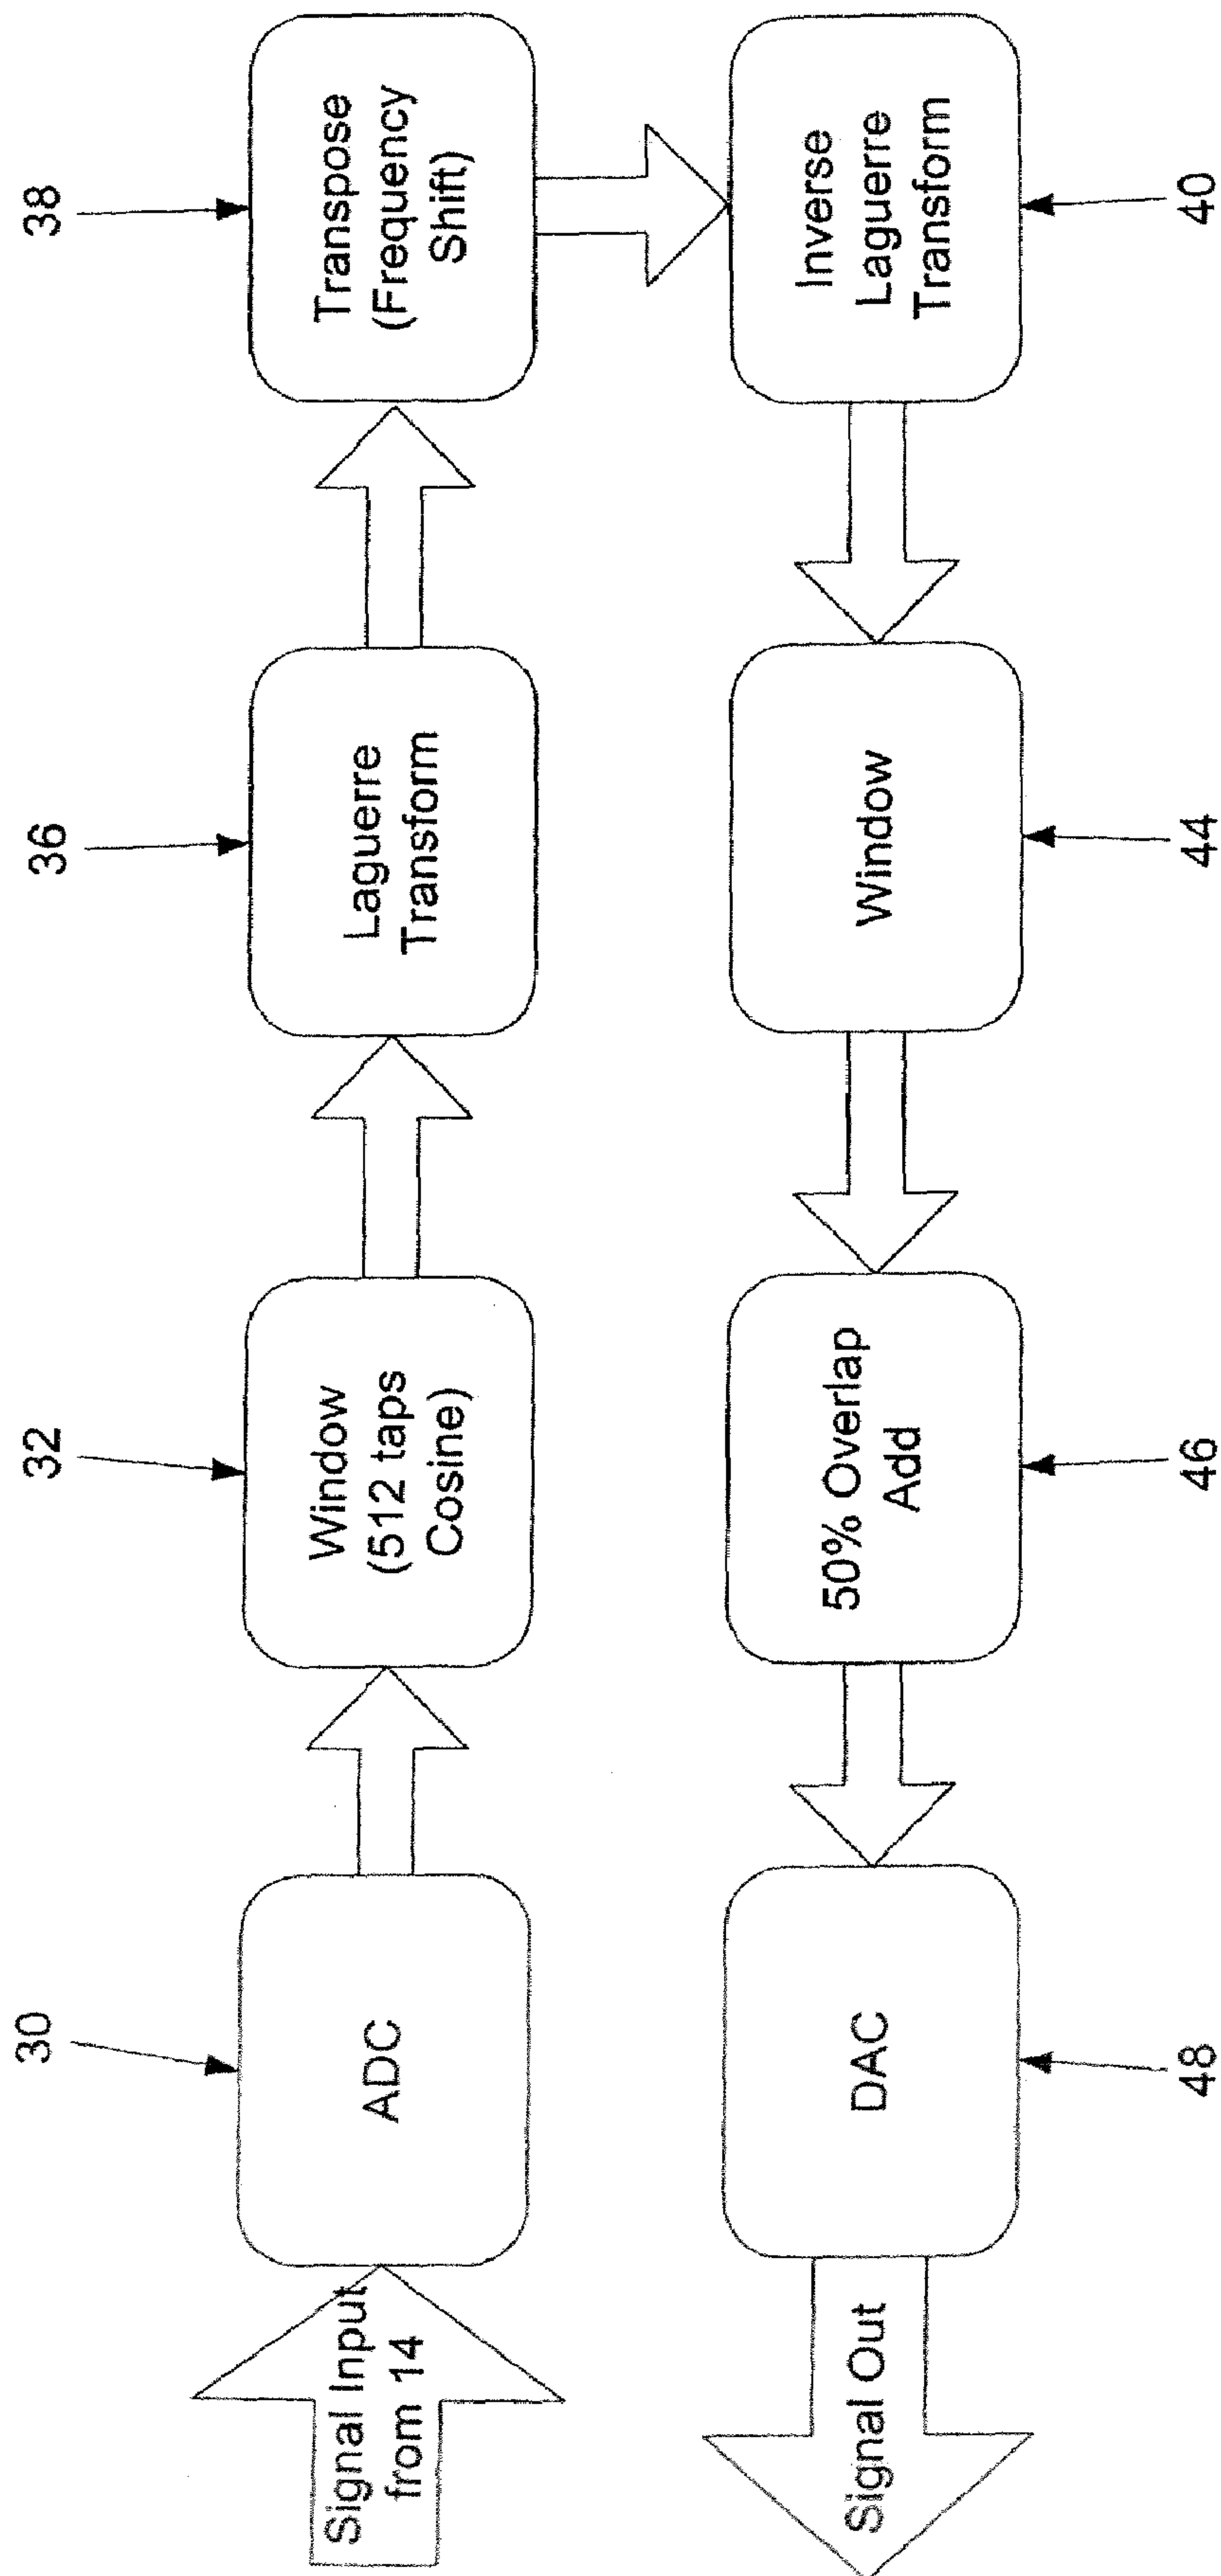 30
32
36
38
Signal Input
from 14
ADC
Window
(512 taps
Cosine)
Laguerre
Transform
Transpose
(Frequency
Shift)
Signal Out
DAC
50% Overlap
Add
Window
Inverse
Laguerre
Transform
48
46
44
40